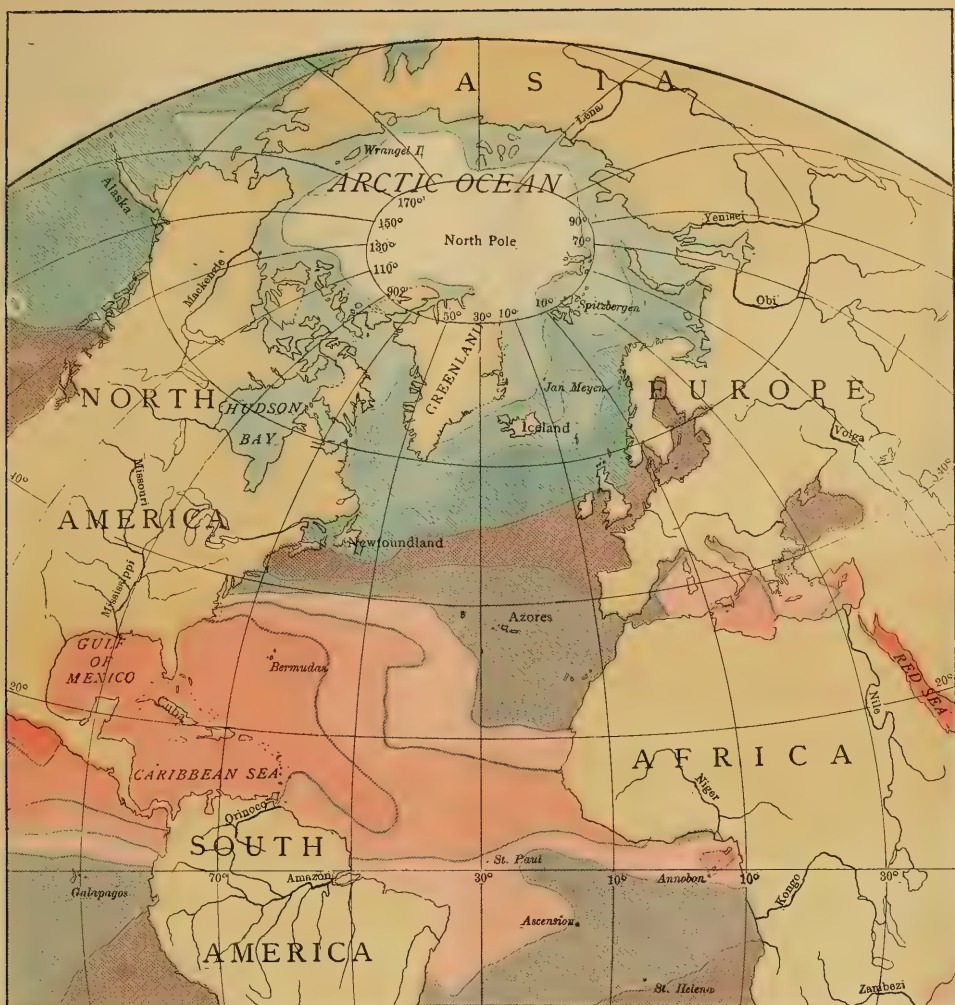 A S I A
Lena
Wrangel I.
ARCTIC OCEAN
Alaska
170°
150°
130°
110°
90°
North Pole
90°
70°
Yenisei
Mackenzie
Obi
50° 30° 10°
10°
Spitzbergen
GREENLAND
Jan Meyen
NORTH
HUDSON
BAY
EUROPE
Iceland
Volga
40°
40°
Missouri
AMERICA
Newfoundland
Mississippi
Azores
GULF
OF
MEXICO
Bermudas
RED SEA
20°
20°
Cuba
Nile
AFRICA
CARIBBEAN SEA
Niger
Orinoco
SOUTH
St. Paul
Galapagos
0°
70°
Amazon
30°
10°
Annobon
10°
Kongo
30°
Ascension
AMERICA
St. Helena
Zambezi